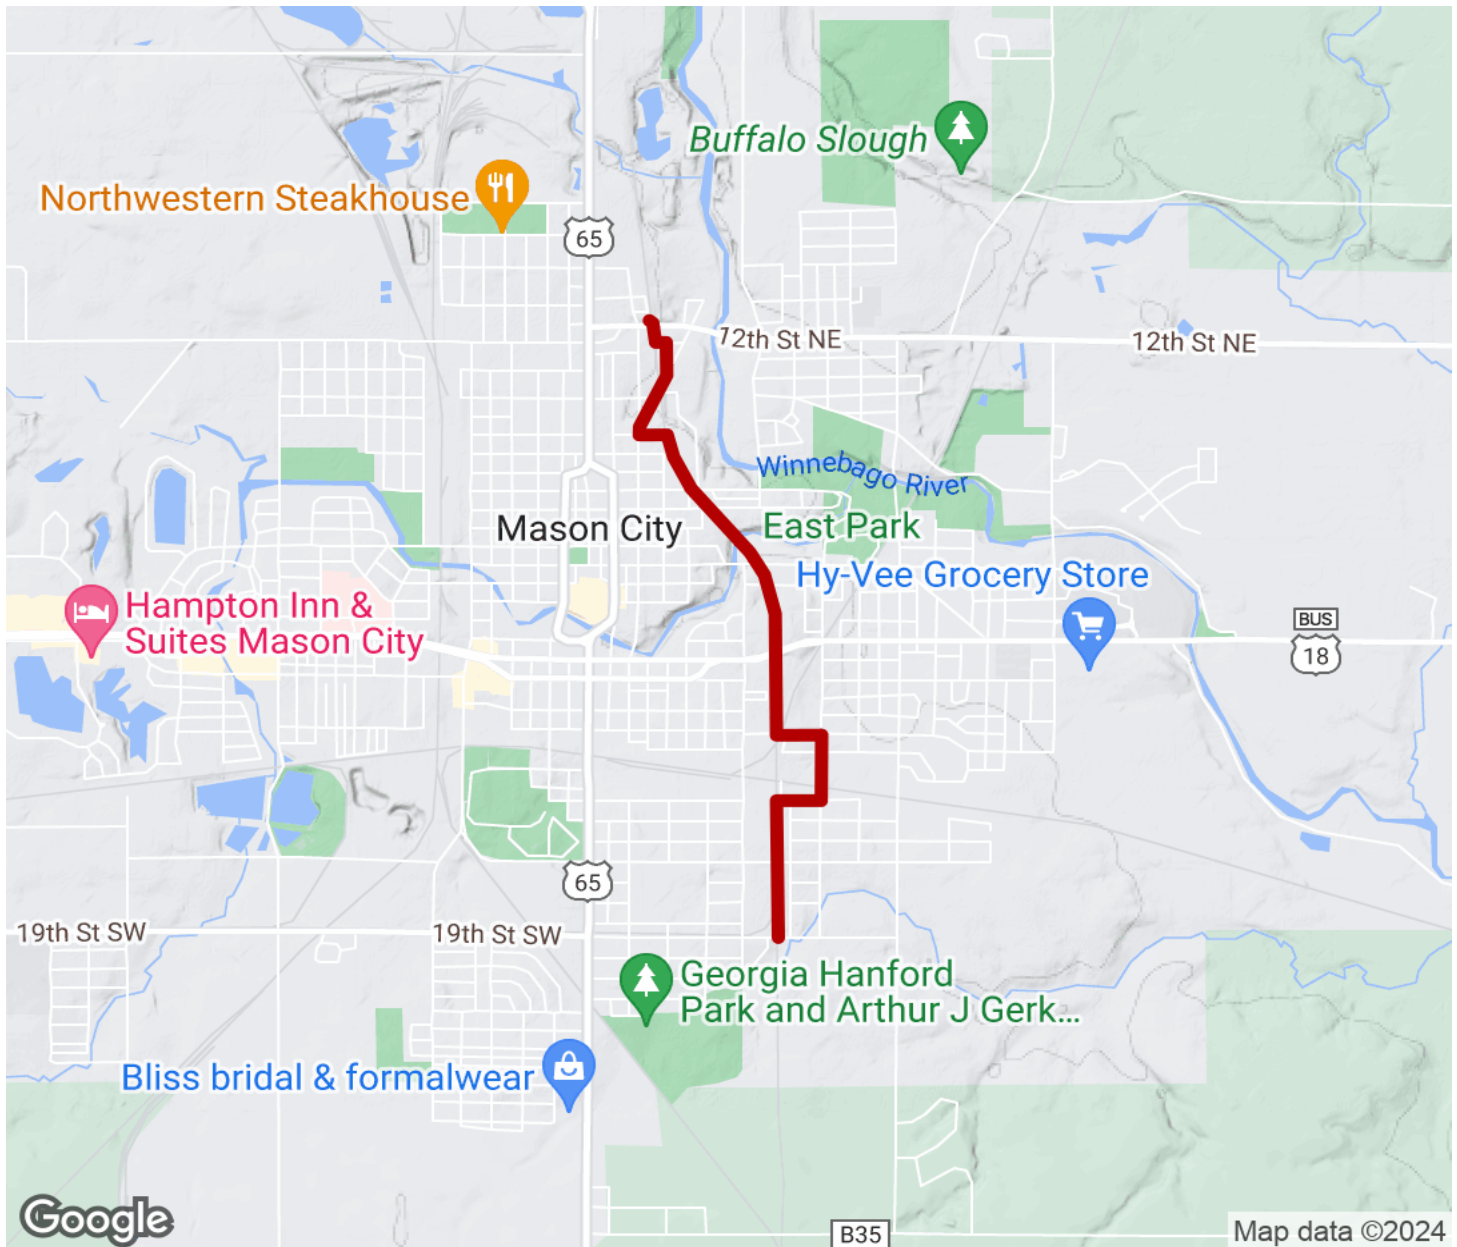 Buffalo Slough
Northwestern Steakhouse
65
12th St NE
12th St NE
Winnebago River
Mason City
East Park
Hy-Vee Grocery Store
Hampton Inn &
Suites Mason City
BUS
18
65
19th St SW
19th St SW
Georgia Hanford
Park and Arthur J Gerk...
Bliss bridal & formalwear
Google
B35
Map data ©2024